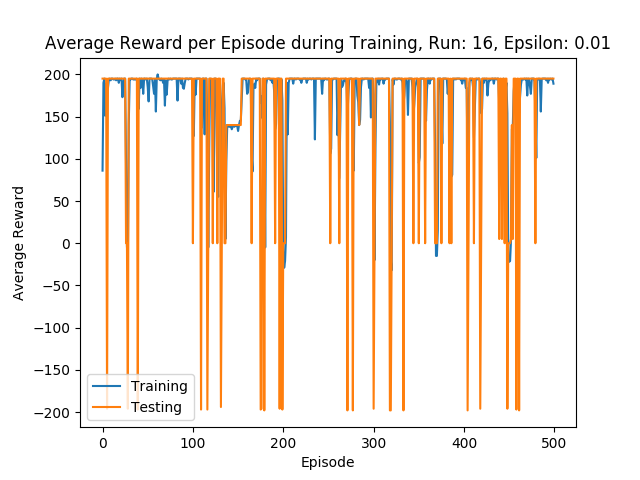 Average Reward per Episode during Training, Run: 16, Epsilon: 0.01
200
150
100
50
0
−50
−100
−150
−200
Average Reward
Training
Testing
0 100 200 300 400 500
Episode